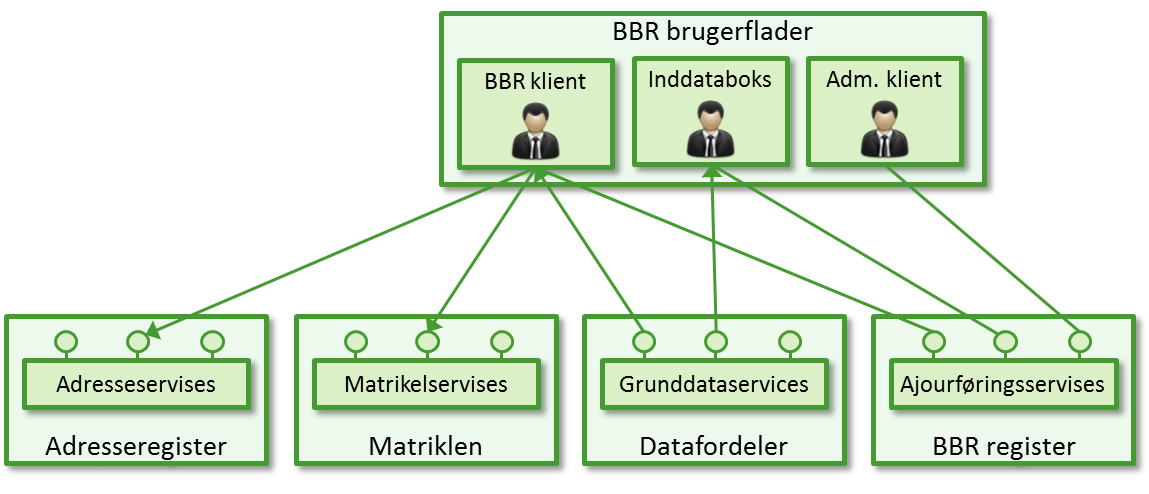 BBR brugerflader
BBR klient
Inddataboks
Adm. klient
Adresseservises
Matrikelservises
Grunddataservices
Ajourføringsservises
Adresseregister
Matriklen
Datafordeler
BBR register